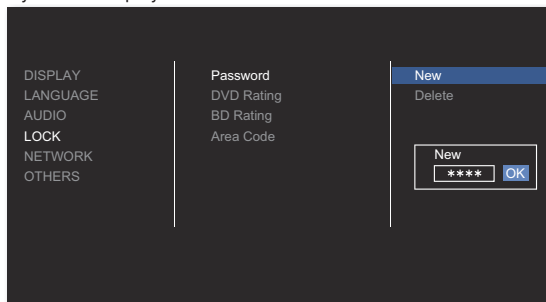 DISPLAY
LANGUAGE
AUDIO
LOCK
NETWORK
OTHERS
Password
DVD Rating
BD Rating
Area Code
New
Delete
New
**** OK